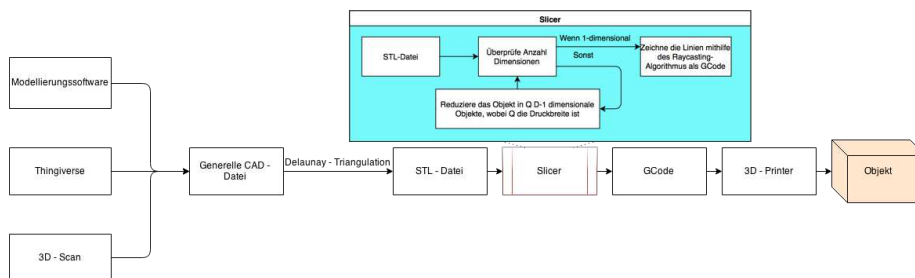 Slicer
STL-Datei
Überprüfe Anzahl
Dimensionen
Wenn 1-dimensional
Sonst
Zeichne die Linien mithilfe
des Raycasting-
Algorithmus als GCode
Reduziere das Objekt in Q D-1 dimensionale
Objekte, wobei Q die Druckbreite ist
Modellierungssoftware
Thingiverse
3D - Scan
Generelle CAD -
Datei
Delaunay - Triangulation
STL - Datei
Slicer
GCode
3D - Printer
Objekt